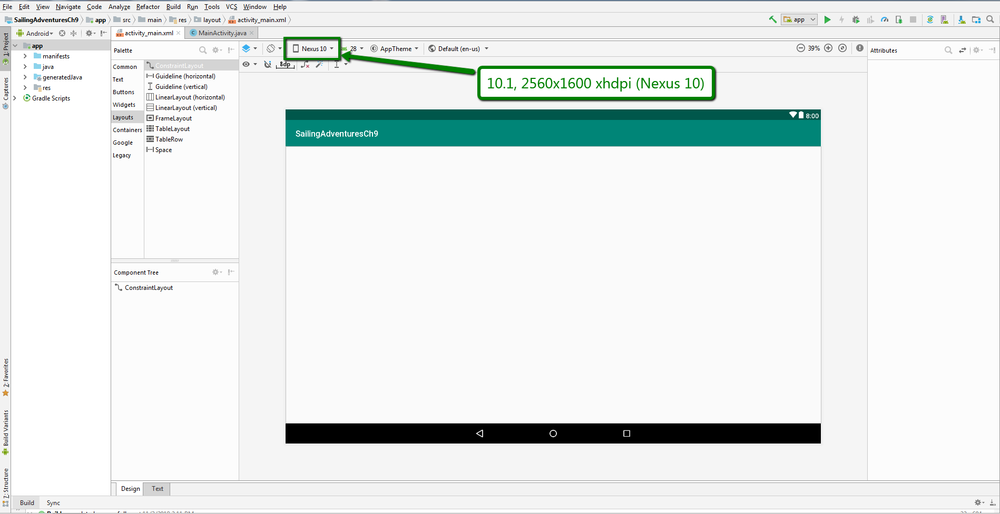 File Edit View Navigate Code Analyze Refactor Build Run Tools VCS Window Help
SailingAdventuresCh9 app src main res layout activity_main.xml
app
1: Project
Captures
2: Favorites
Build Variants
7: Structure
Android
app
manifests
java
generatedJava
res
Gradle Scripts
activity_main.xml MainActivity.java
Palette
Common
Text
Buttons
Widgets
Layouts
Containers
Google
Legacy
ConstraintLayout
Guideline (horizontal)
Guideline (vertical)
LinearLayout (horizontal)
LinearLayout (vertical)
FrameLayout
TableLayout
TableRow
Space
Component Tree
ConstraintLayout
Nexus 10 28 AppTheme Default (en-us) 39%
8dp
10.1, 2560x1600 xhdpi (Nexus 10)
8:00
SailingAdventuresCh9
Attributes
Design Text
Build Sync